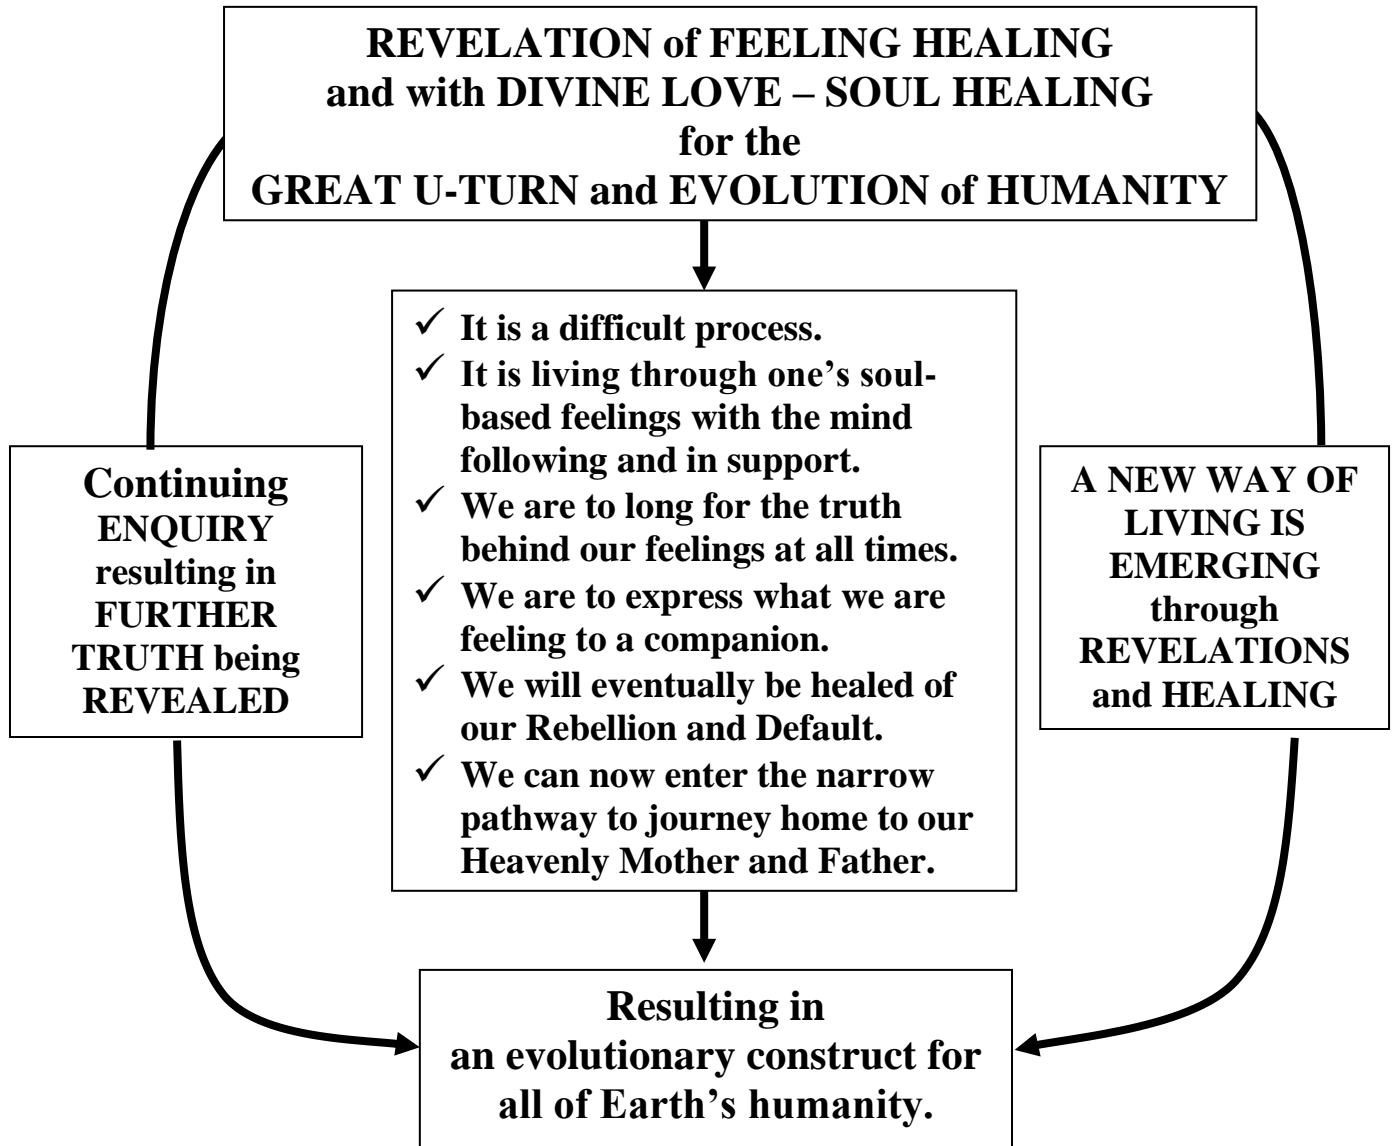 REVELATION of FEELING HEALING
and with DIVINE LOVE – SOUL HEALING
for the
GREAT U-TURN and EVOLUTION of HUMANITY
✓ It is a difficult process.
✓ It is living through one’s soul-
based feelings with the mind
following and in support.
✓ We are to long for the truth
behind our feelings at all times.
✓ We are to express what we are
feeling to a companion.
✓ We will eventually be healed of
our Rebellion and Default.
✓ We can now enter the narrow
pathway to journey home to our
Heavenly Mother and Father.
Continuing
ENQUIRY
resulting in
FURTHER
TRUTH being
REVEALED
A NEW WAY OF
LIVING IS
EMERGING
through
REVELATIONS
and HEALING
Resulting in
an evolutionary construct for
all of Earth’s humanity.